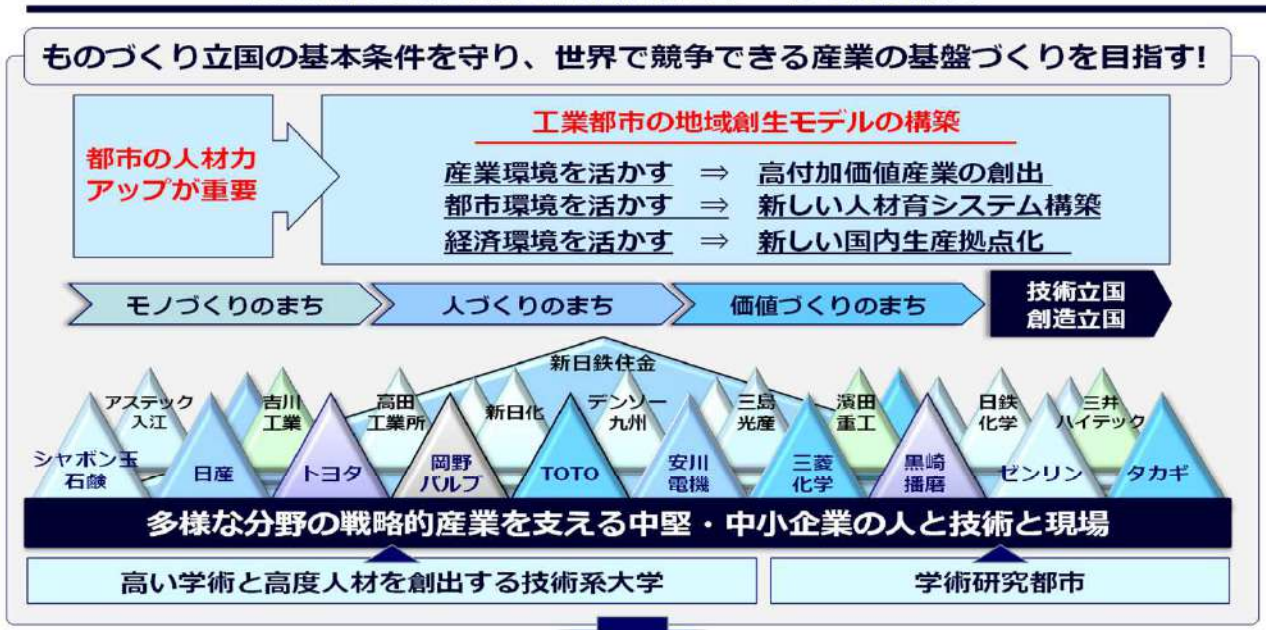 ものづくり立国の基本条件を守り、世界で競争できる産業の基盤づくりを目指す!
都市の人材力
アップが重要
工業都市の地域創生モデルの構築
産業環境を活かす ⇒ 高付加価値産業の創出
都市環境を活かす ⇒ 新しい人材育システム構築
経済環境を活かす ⇒ 新しい国内生産拠点化
モノづくりのまち
人づくりのまち
価値づくりのまち
技術立国
創造立国
新日鉄住金
アステック
入江
吉川
工業
高田
工業所
新日化
デンソー
九州
三島
光産
濱田
重工
日鉄
化学
三井
ハイテック
シャボン玉
石鹸
日産
トヨタ
岡野
バルブ
TOTO
安川
電機
三菱
化学
黒崎
播磨
ゼンリン
タカギ
多様な分野の戦略的産業を支える中堅・中小企業の人と技術と現場
高い学術と高度人材を創出する技術系大学
学術研究都市